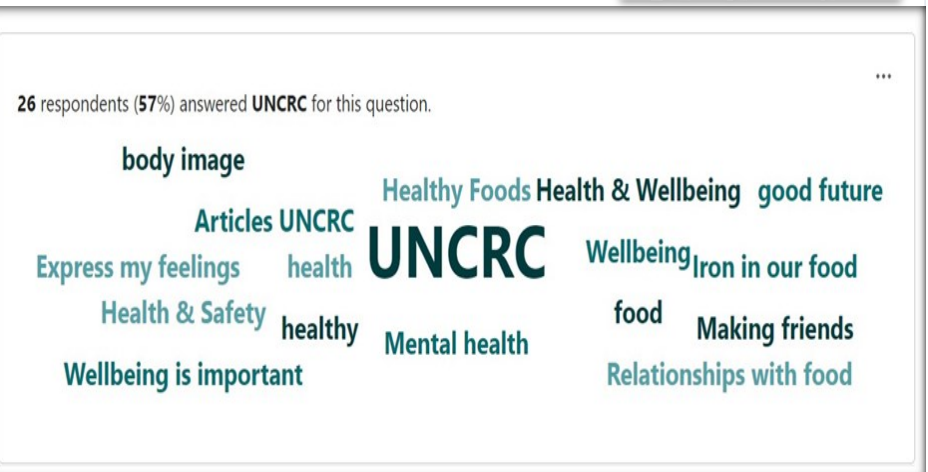 ...
26 respondents (57%) answered UNCRC for this question.
body image
Healthy Foods Health & Wellbeing good future
Articles UNCRC
UNCRC
Wellbeing
Iron in our food
Express my feelings
health
Health & Safety
healthy
food
Making friends
Mental health
Wellbeing is important
Relationships with food